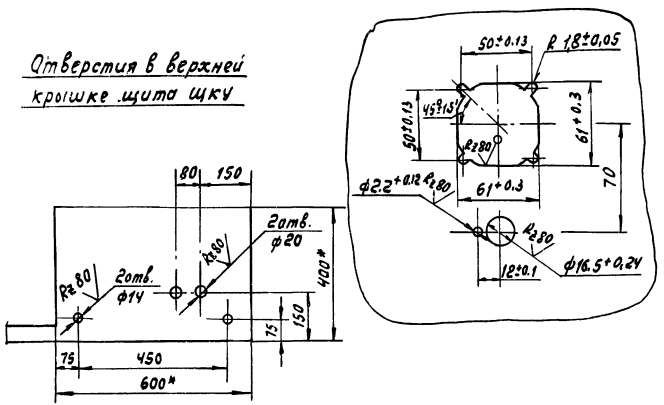 Отверстия в верхней
крышке щита ЩКУ
80
150
2отв.
ф20
Rz80
Rz80
2отв.
ф14
400*
150
75
75
450
600*
50±0.13
R 1,8±0,05
50±0.13
45°±15'
Rz80
61+0.3
61+0.3
70
ф2.2+0.12
Rz80
Rz80
12±0.1
ф16.5+0,24